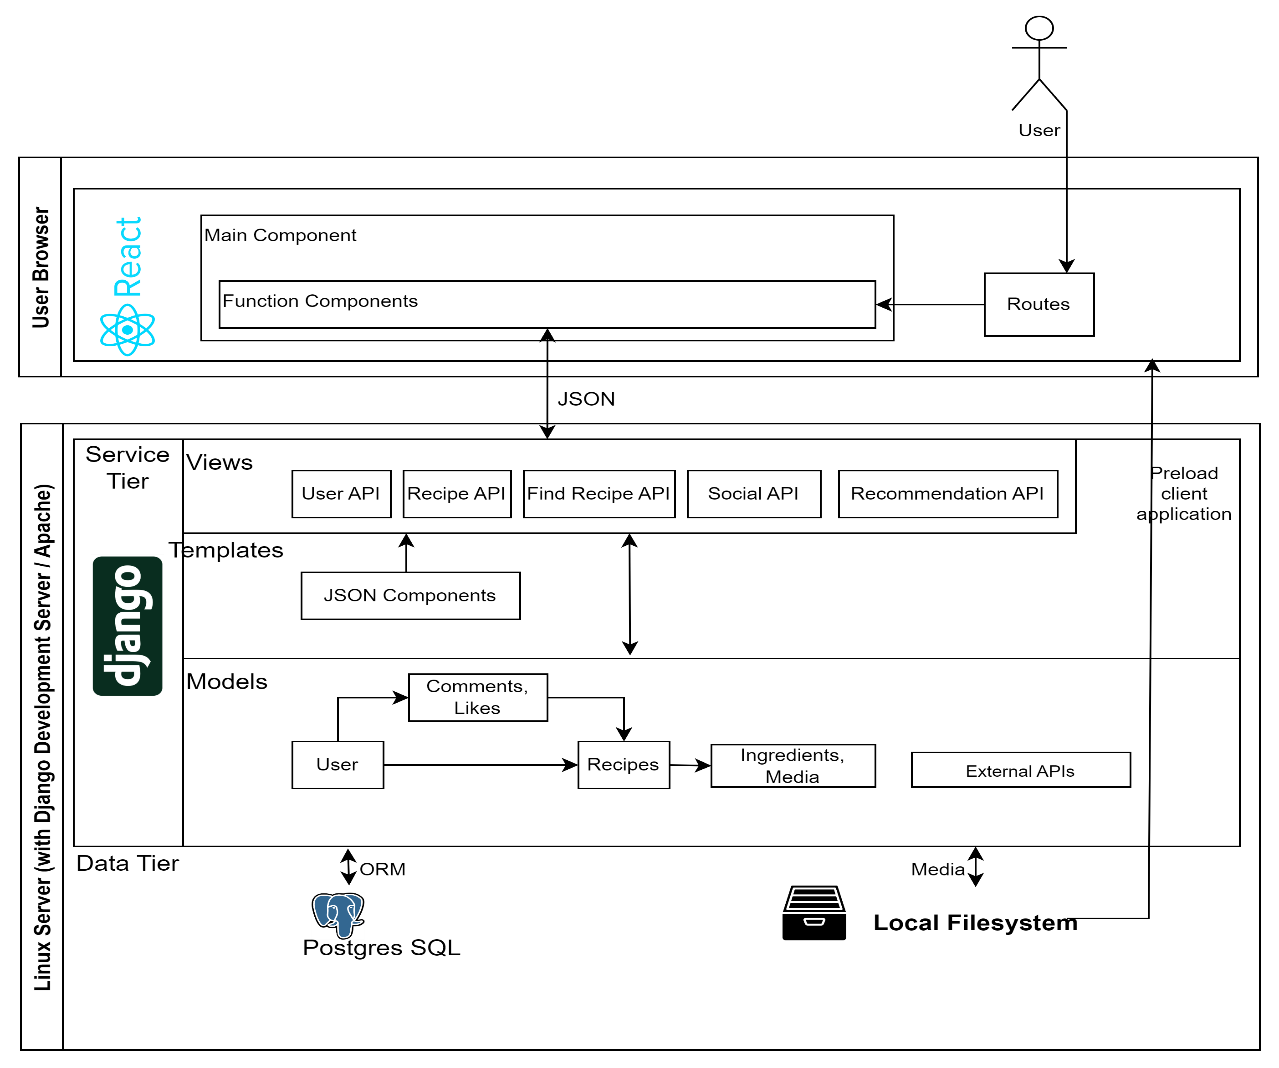 User
User Browser
React
Main Component
Function Components
Routes
JSON
Linux Server (with Django Development Server / Apache)
Service
Tier
django
Views
User API
Recipe API
Find Recipe API
Social API
Recommendation API
Preload
client
application
Templates
JSON Components
Models
Comments,
Likes
User
Recipes
Ingredients,
Media
External APIs
Data Tier
ORM
Postgres SQL
Media
Local Filesystem